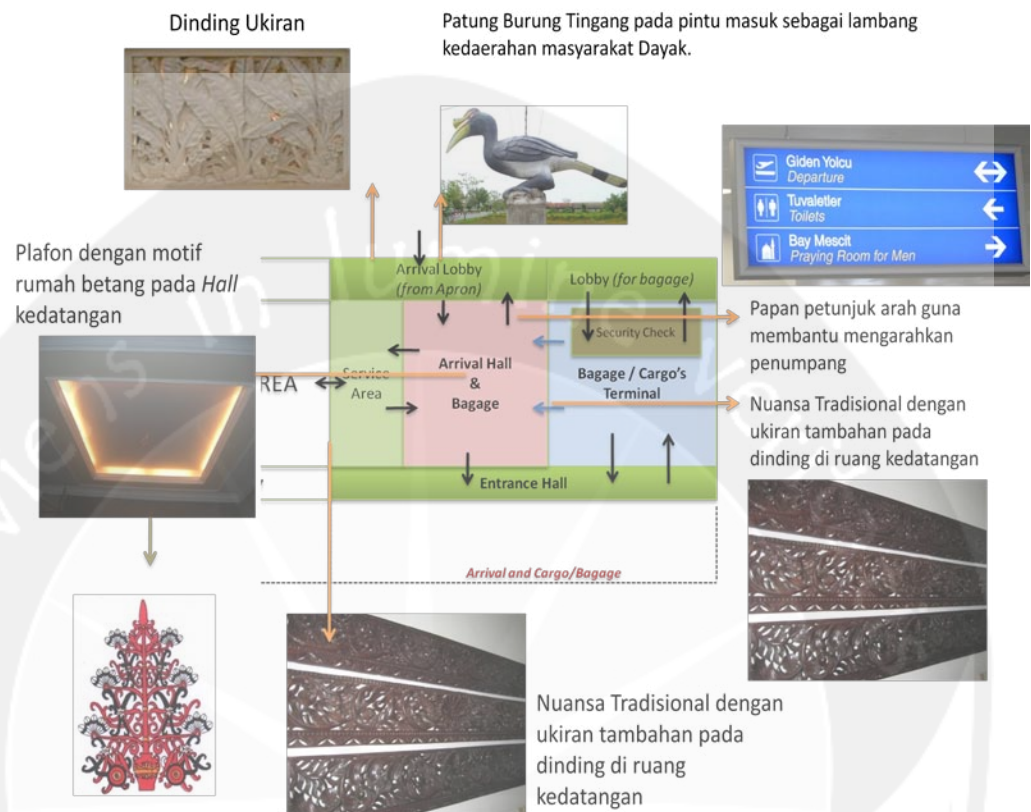 Dinding Ukiran
Patung Burung Tingang pada pintu masuk sebagai lambang
kedaerahan masyarakat Dayak.
Giden Yolcu
Departure
Tuvaletler
Toilets
Bay Mescit
Praying Room for Men
Plafon dengan motif
rumah betang pada Hall
kedatangan
Arrival Lobby
(from Apron)
Lobby (for bagage)
Security Check
Papan petunjuk arah guna
membantu mengarahkan
penumpang
REA
Service
Area
Arrival Hall
&
Bagage
Bagage / Cargo's
Terminal
Nuansa Tradisional dengan
ukiran tambahan pada
dinding di ruang kedatangan
Entrance Hall
Arrival and Cargo/Bagage
Nuansa Tradisional dengan
ukiran tambahan pada
dinding di ruang
kedatangan